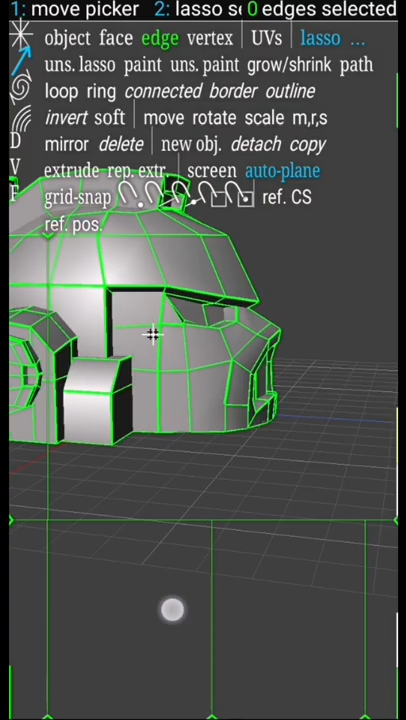 1: move picker 2: lasso s 0 edges selected
object face edge vertex UVs lasso ...
uns. lasso paint uns. paint grow/shrink path
loop ring connected border outline
invert soft move rotate scale m,r,s
D mirror delete new obj. detach copy
V extrude rep. extr. screen auto-plane
F grid-snap ref. CS
ref. pos.